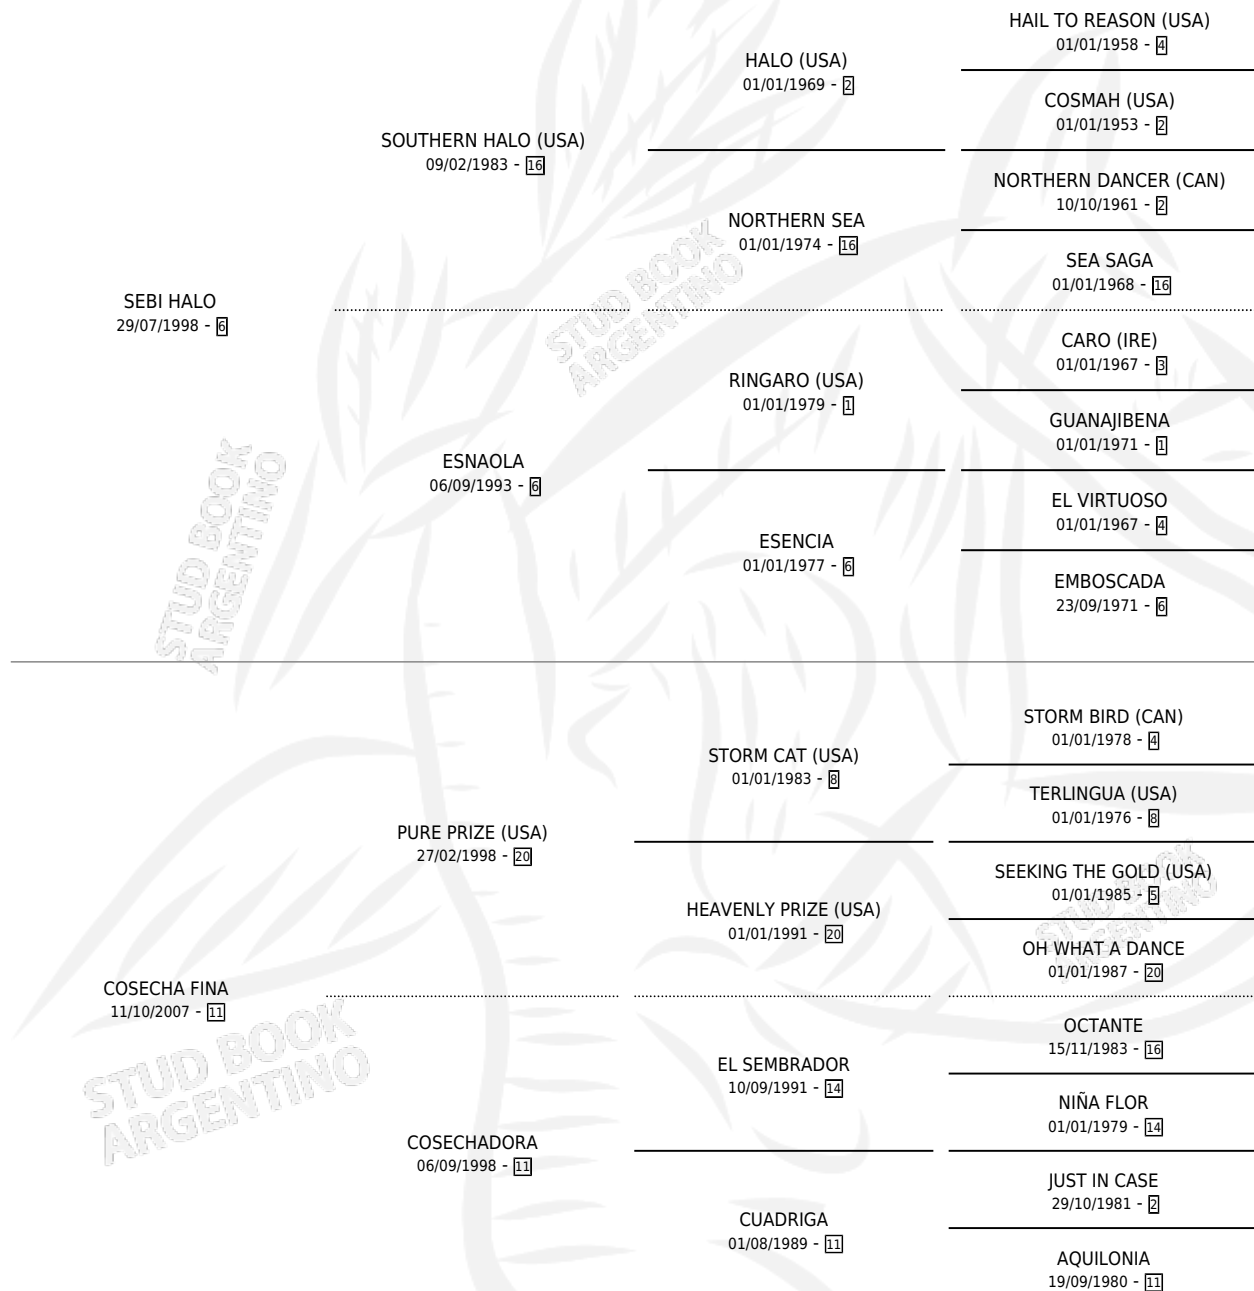 HAIL TO REASON (USA)
01/01/1958 - 4
HALO (USA)
01/01/1969 - 2
COSMAH (USA)
01/01/1953 - 2
SOUTHERN HALO (USA)
09/02/1983 - 16
NORTHERN DANCER (CAN)
10/10/1961 - 2
NORTHERN SEA
01/01/1974 - 16
SEA SAGA
01/01/1968 - 16
SEBI HALO
29/07/1998 - 6
CARO (IRE)
01/01/1967 - 3
RINGARO (USA)
01/01/1979 - 1
GUANAJIBENA
01/01/1971 - 1
ESNAOLA
06/09/1993 - 6
EL VIRTUOSO
01/01/1967 - 4
ESENCIA
01/01/1977 - 6
EMBOSCADA
23/09/1971 - 6
STORM BIRD (CAN)
01/01/1978 - 4
STORM CAT (USA)
01/01/1983 - 8
TERLINGUA (USA)
01/01/1976 - 8
PURE PRIZE (USA)
27/02/1998 - 20
SEEKING THE GOLD (USA)
01/01/1985 - 5
HEAVENLY PRIZE (USA)
01/01/1991 - 20
OH WHAT A DANCE
01/01/1987 - 20
COSECHA FINA
11/10/2007 - 11
OCTANTE
15/11/1983 - 16
EL SEMBRADOR
10/09/1991 - 14
NIÑA FLOR
01/01/1979 - 14
COSECHADORA
06/09/1998 - 11
JUST IN CASE
29/10/1981 - 2
CUADRIGA
01/08/1989 - 11
AQUILONIA
19/09/1980 - 11
STUD BOOK
ARGENTINO
STUD BOOK
ARGENTINO
STUD BOOK
ARGENTINO
STUD BOOK
ARGENTINO